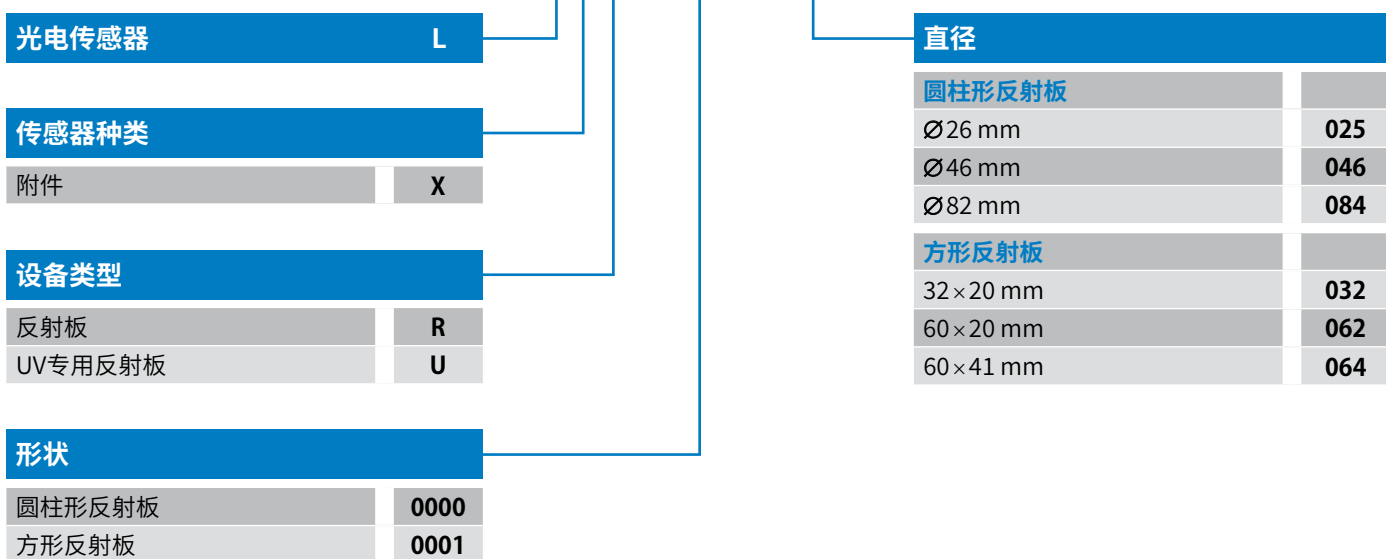 光电传感器 L
传感器种类
附件 X
设备类型
反射板 R
UV专用反射板 U
形状
圆柱形反射板 0000
方形反射板 0001
直径
圆柱形反射板
Ø26 mm 025
Ø46 mm 046
Ø82 mm 084
方形反射板
32×20 mm 032
60×20 mm 062
60×41 mm 064